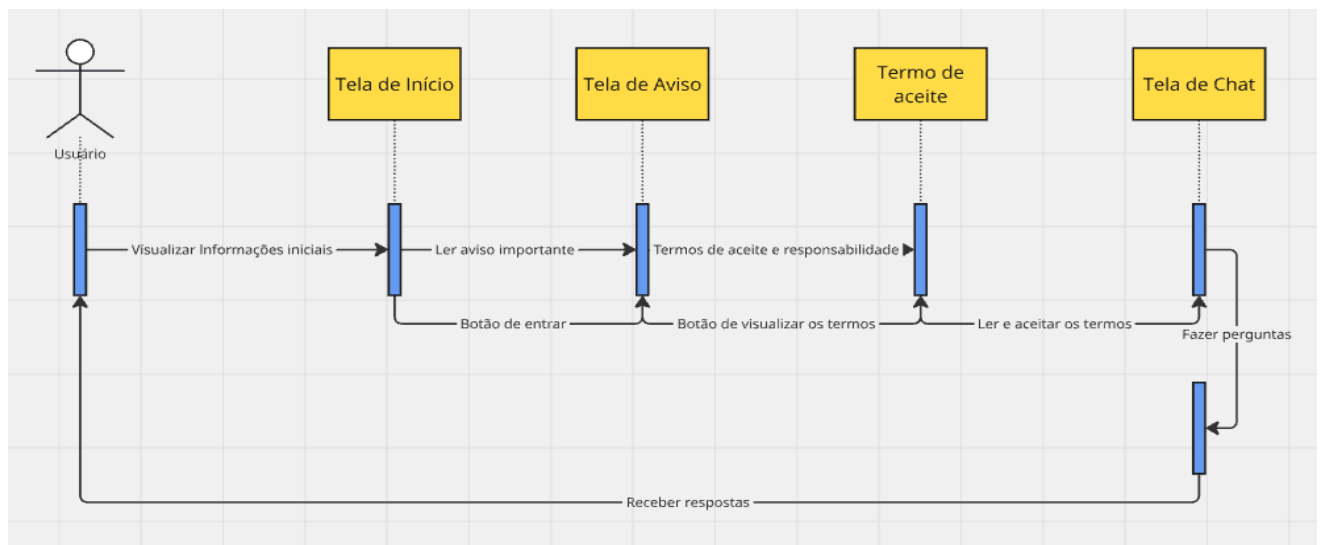 Tela de Início
Tela de Aviso
Termo de
aceite
Tela de Chat
Usuário
Visualizar Informações iniciais
Ler aviso importante
Termos de aceite e responsabilidade
Botão de entrar
Botão de visualizar os termos
Ler e aceitar os termos
Fazer perguntas
Receber respostas